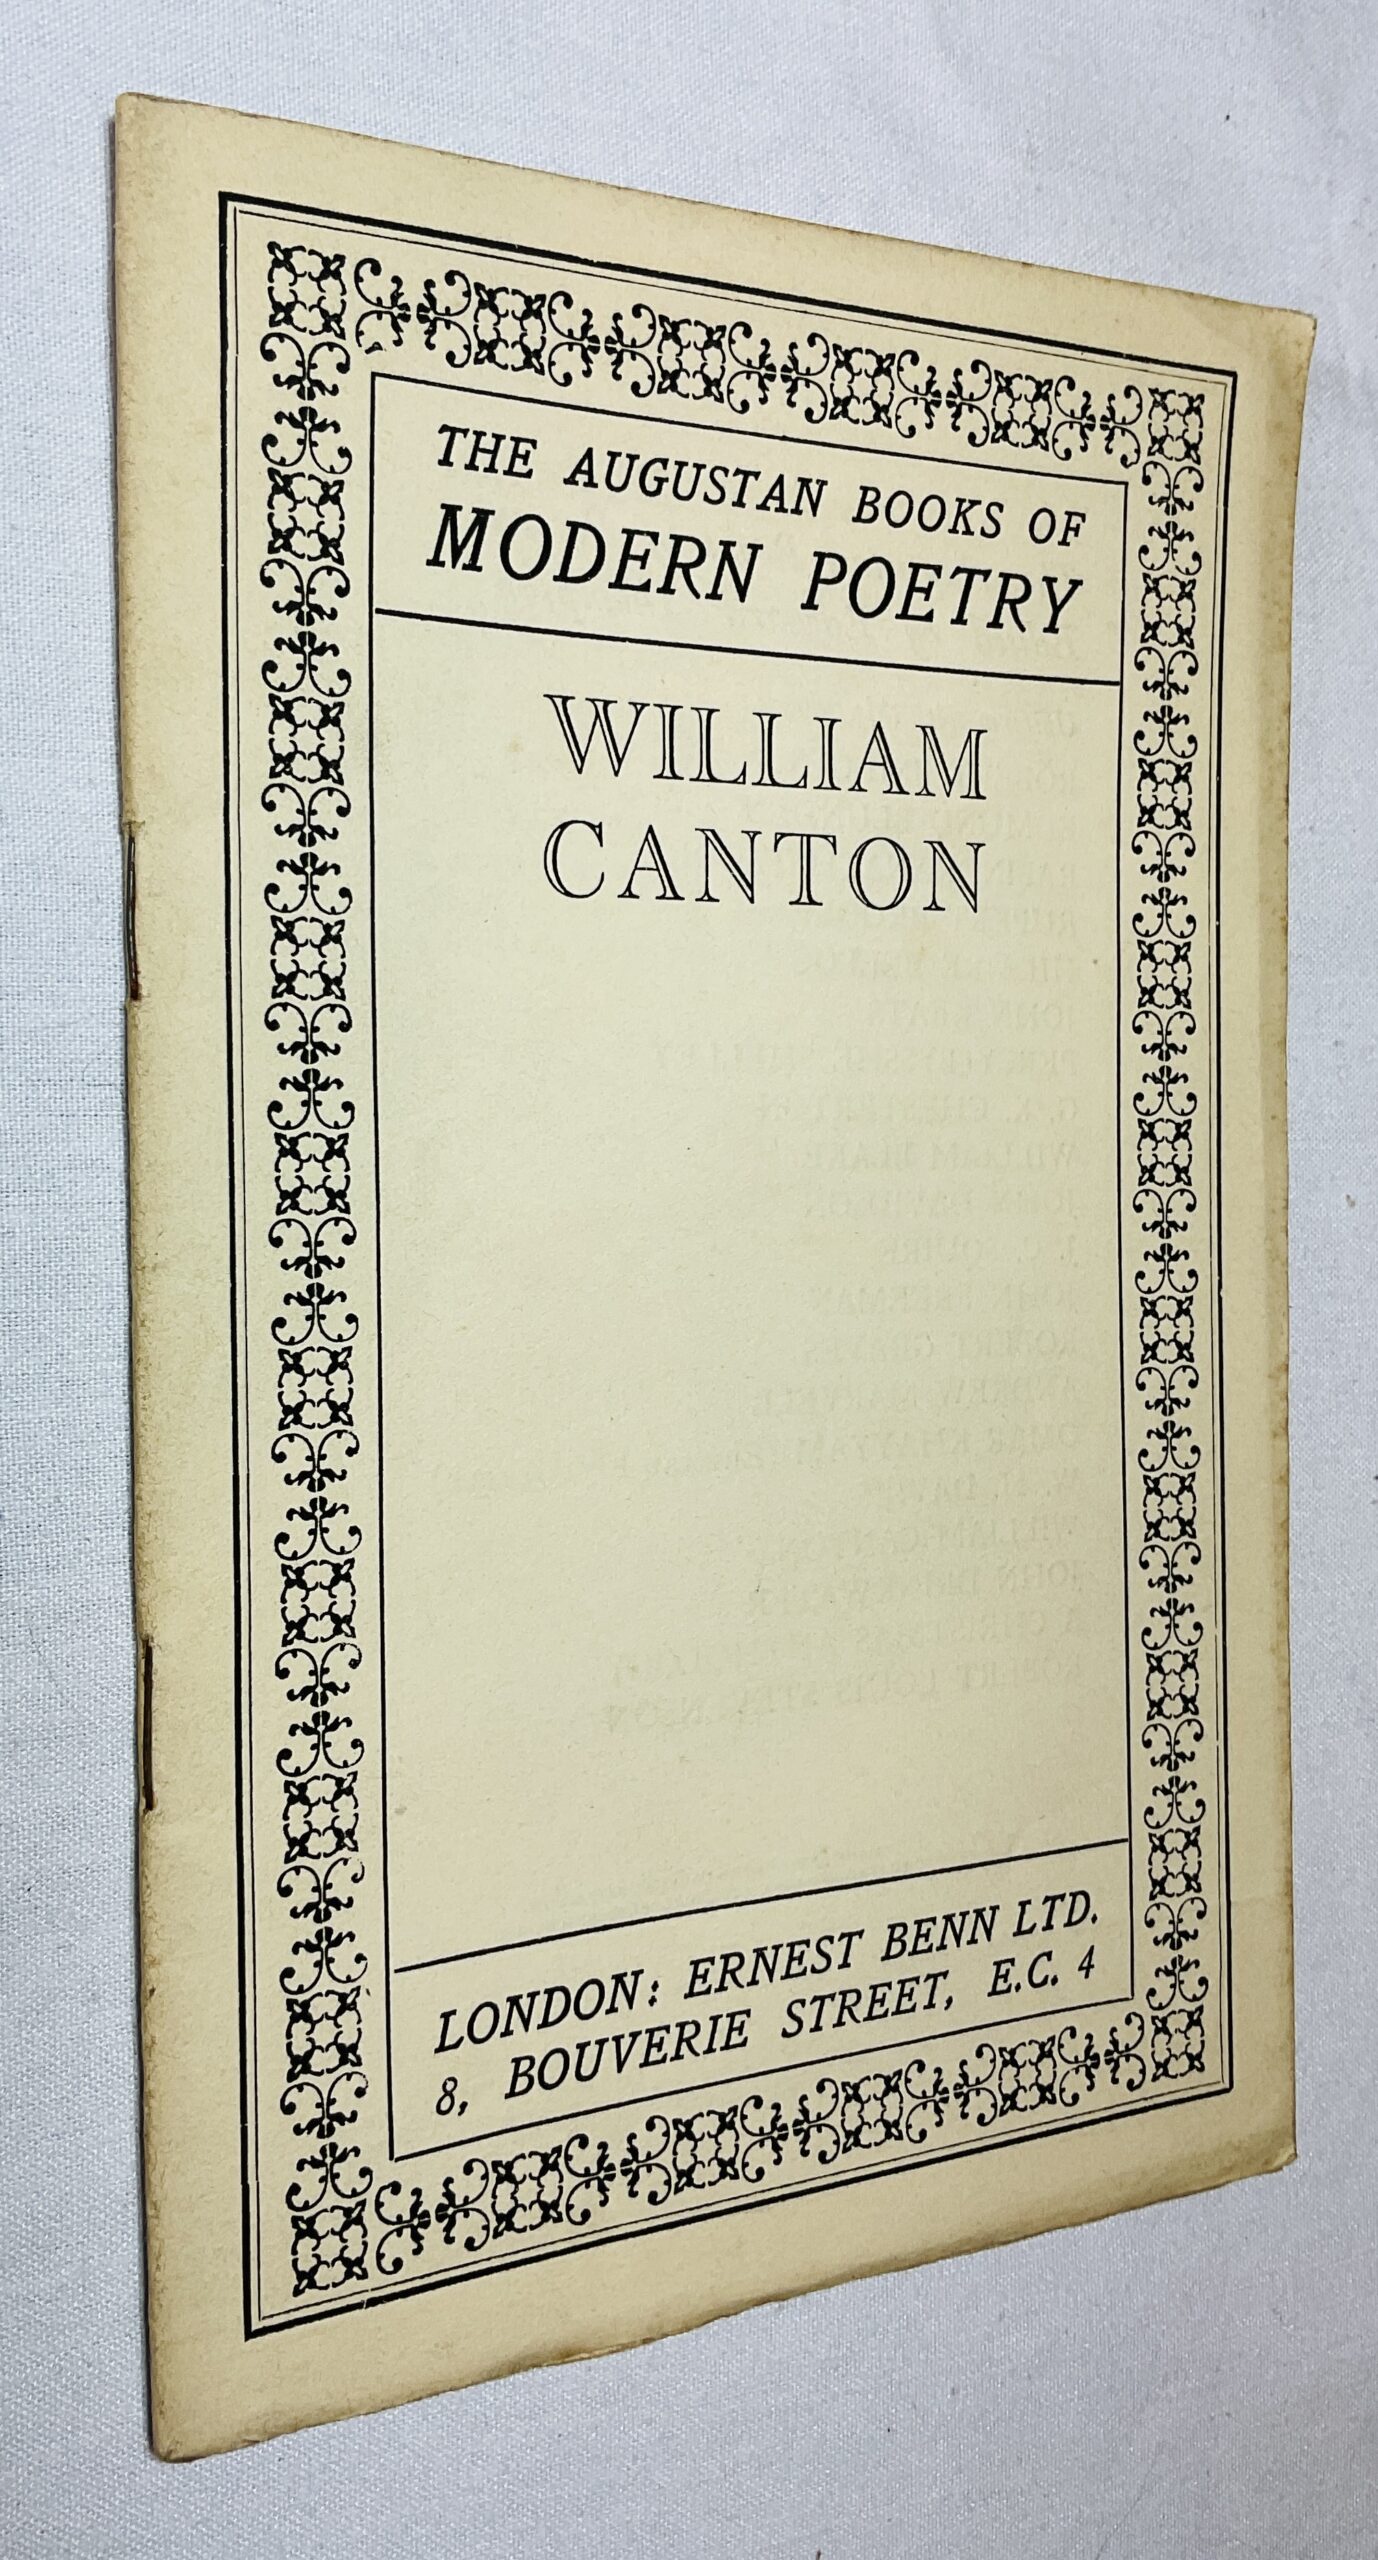 THE AUGUSTAN BOOKS OF
MODERN POETRY
WILLIAM
CANTON
LONDON: ERNEST BENN LTD.
8, BOUVERIE STREET, E.C. 4